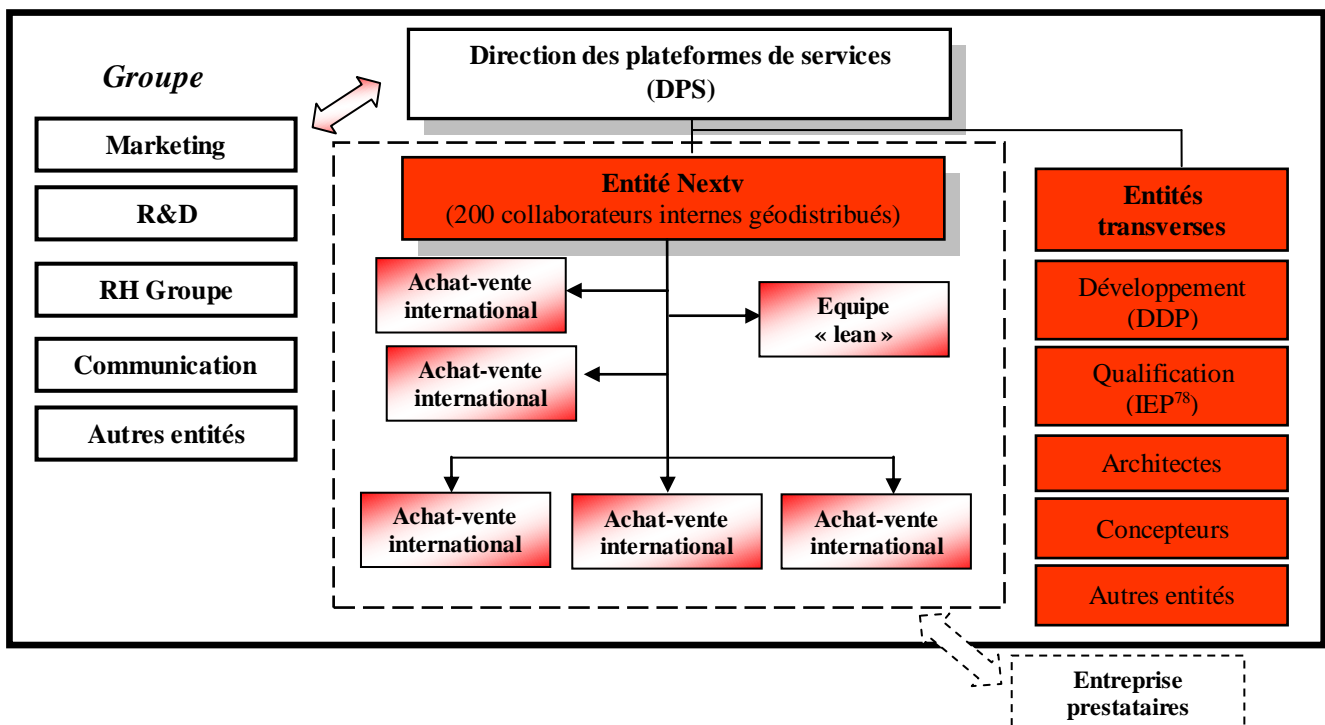 Groupe
Marketing
R&D
RH Groupe
Communication
Autres entités
Direction des plateformes de services
(DPS)
Entité Nextv
(200 collaborateurs internes géodistribués)
Achat-vente
international
Equipe
« lean »
Achat-vente
international
Achat-vente
international
Achat-vente
international
Achat-vente
international
Entités
transverses
Développement
(DDP)
Qualification
(IEP78)
Architectes
Concepteurs
Autres entités
Entreprise
prestataires